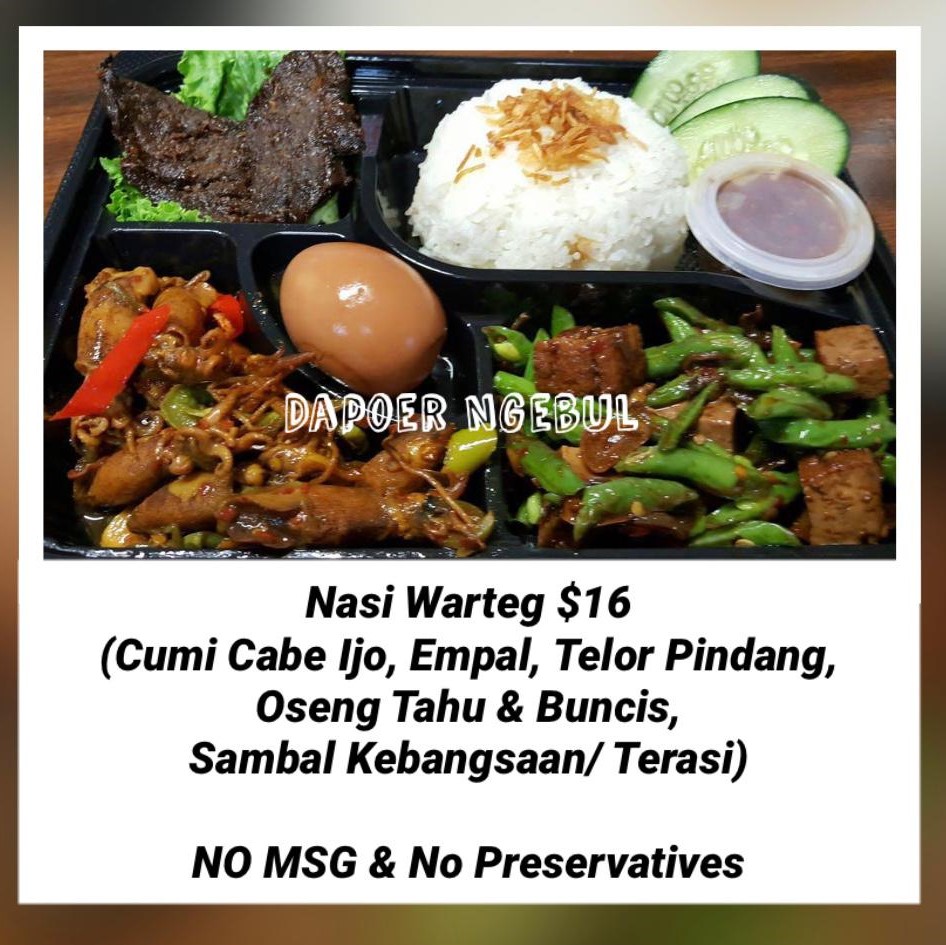 DAPOER NGEBUL
Nasi Warteg $16
(Cumi Cabe Ijo, Empal, Telor Pindang,
Oseng Tahu & Buncis,
Sambal Kebangsaan/ Terasi)
NO MSG & No Preservatives